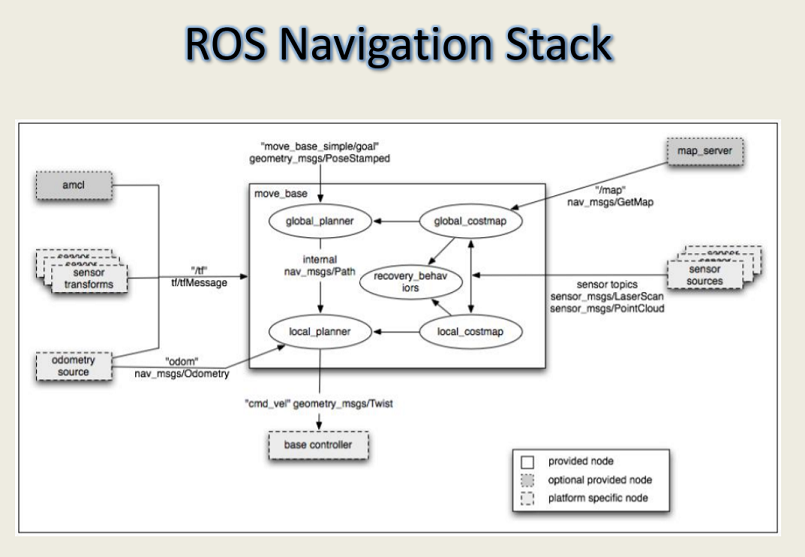 ROS Navigation Stack
"move_base_simple/goal"
geometry_msgs/PoseStamped
map_server
amcl
move_base
"/map"
nav_msgs/GetMap
global_planner
global_costmap
sensor
transforms
"/tf"
tf/tfMessage
internal
nav_msgs/Path
recovery_behav
iors
sensor
sources
sensor topics
sensor_msgs/LaserScan
sensor_msgs/PointCloud
local_planner
local_costmap
odometry
source
"odom"
nav_msgs/Odometry
"cmd_vel" geometry_msgs/Twist
base controller
provided node
optional provided node
platform specific node